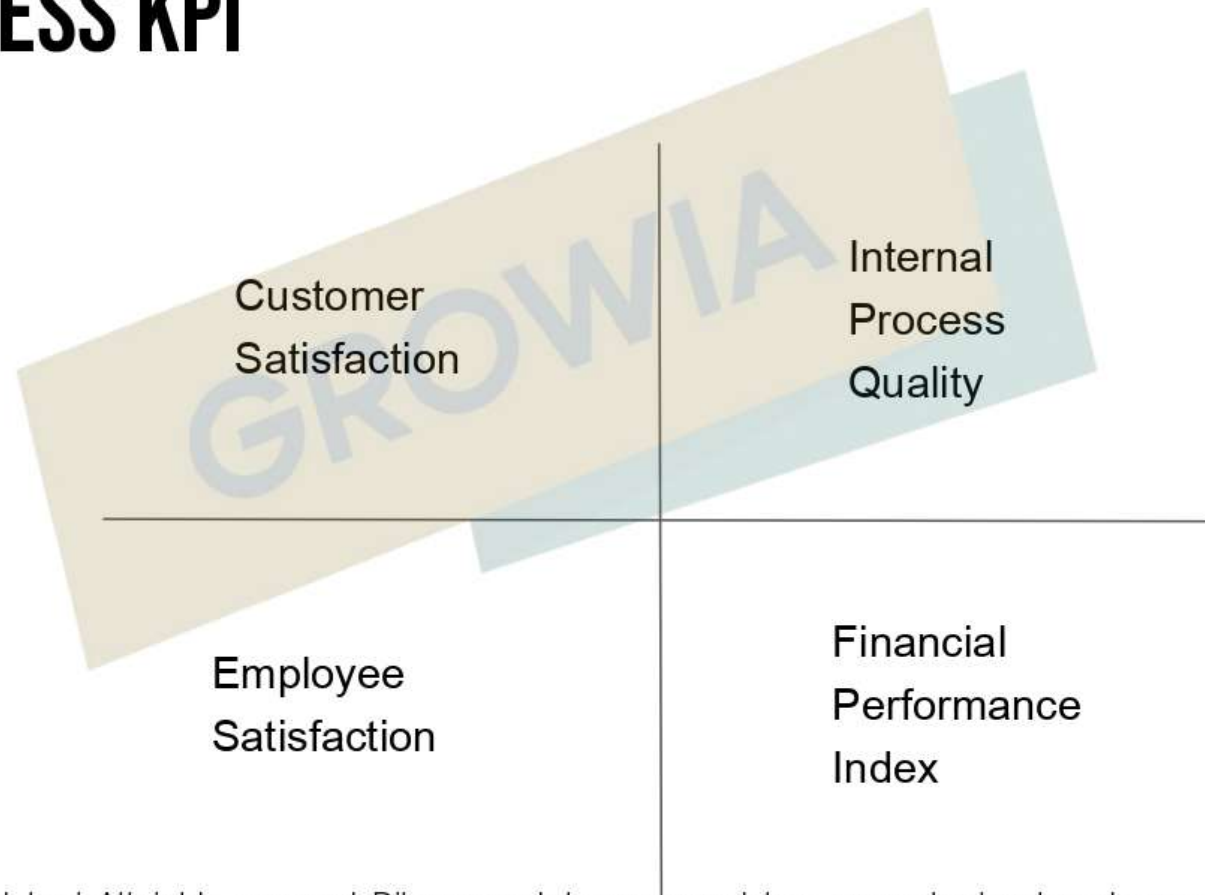 ESS KPI
GROWIA
Customer
Satisfaction
Internal
Process
Quality
Employee
Satisfaction
Financial
Performance
Index